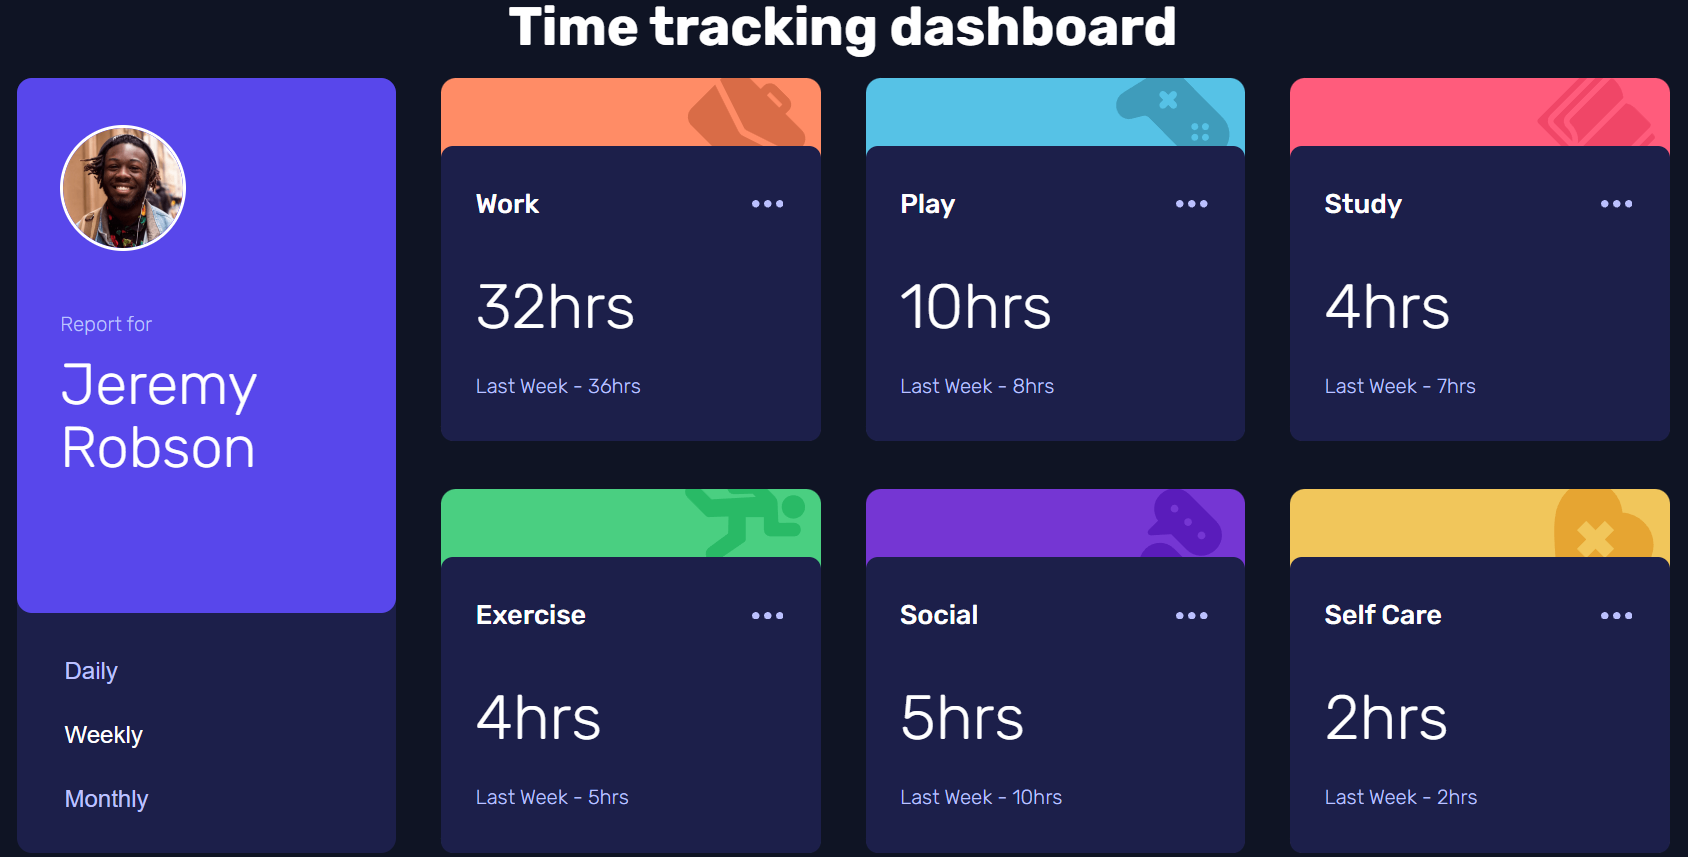 Time tracking dashboard
Report for
Jeremy
Robson
Daily
Weekly
Monthly
Work
32hrs
Last Week - 36hrs
Play
10hrs
Last Week - 8hrs
Study
4hrs
Last Week - 7hrs
Exercise
4hrs
Last Week - 5hrs
Social
5hrs
Last Week - 10hrs
Self Care
2hrs
Last Week - 2hrs